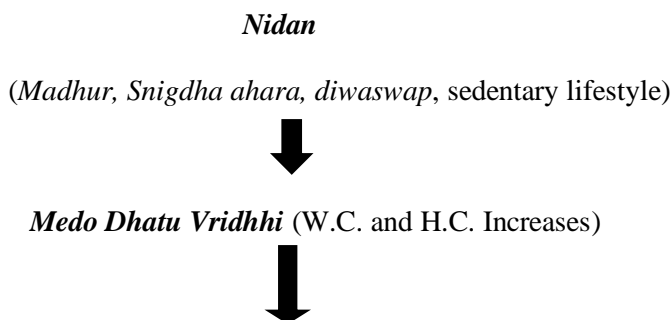 Nidan
(Madhur, Snigdha ahara, diwaswap, sedentary lifestyle)
Medo Dhatu Vridhhi (W.C. and H.C. Increases)